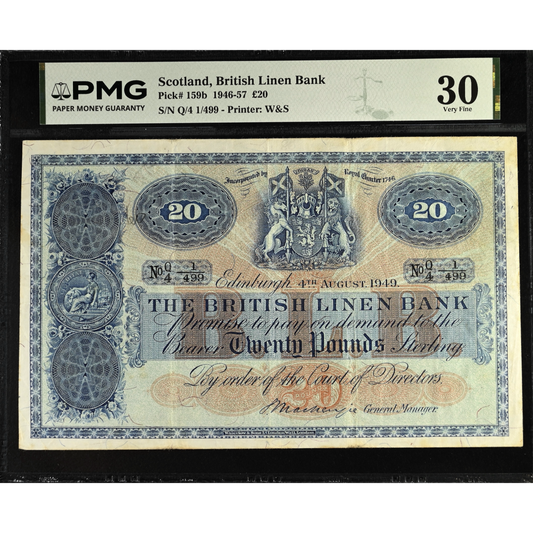 PMG
PAPER MONEY GUARANTY
Scotland, British Linen Bank
Pick# 159b 1946-57 £20
S/N Q/4 1/499 - Printer: W&S
30
Very Fine
Incorporated by Royal Charter 1746.
20
20
No Q/4 1/499
No Q/4 1/499
Edinburgh 4TH AUGUST, 1949.
THE BRITISH LINEN BANK
Promise to pay on demand to the
Bearer Twenty Pounds Sterling
By order of the Court of Directors.
General Manager.